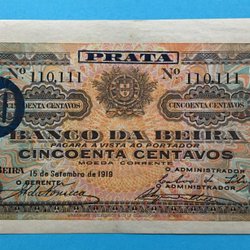 PRATA
Nº 110,111 Nº 110,111
CINCOENTA CENTAVOS CINCOENTA CENTAVOS
BANCO DA BEIRA
PAGARÁ À VISTA AO PORTADOR
CINCOENTA CENTAVOS
MOEDA CORRENTE
BEIRA 15 de Setembro de 1919 O ADMINISTRADOR
O GERENTE O ADMINISTRADOR